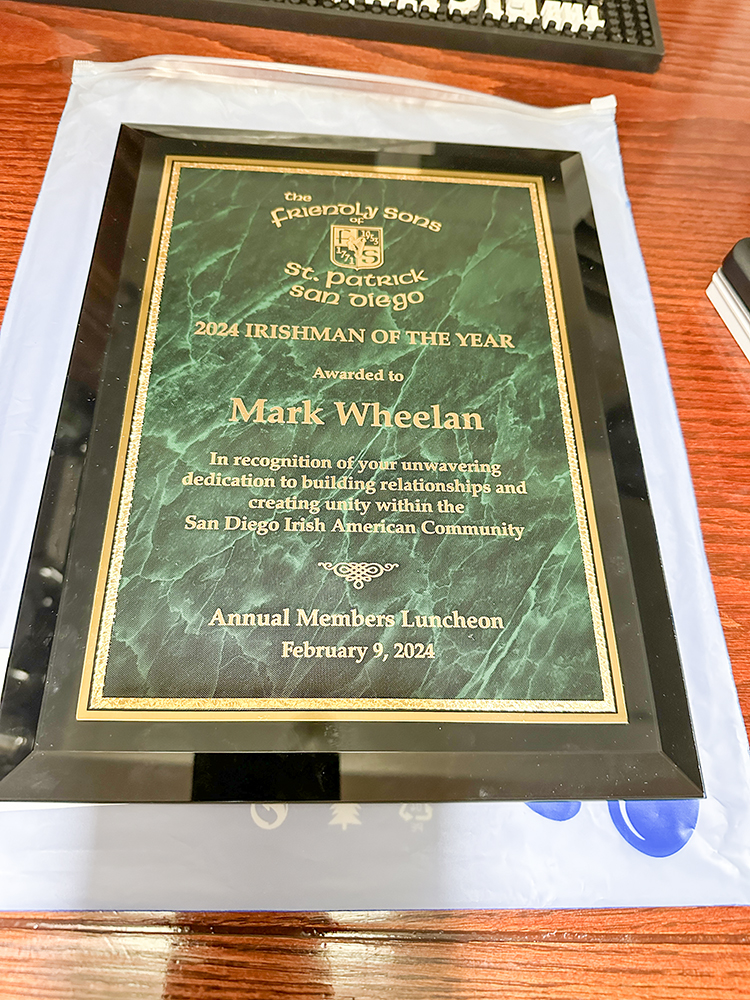 the
Friendly Sons
of
1953
1771
St. Patrick
San Diego
2024 IRISHMAN OF THE YEAR
Awarded to
Mark Wheelan
In recognition of your unwavering
dedication to building relationships and
creating unity within the
San Diego Irish American Community
Annual Members Luncheon
February 9, 2024